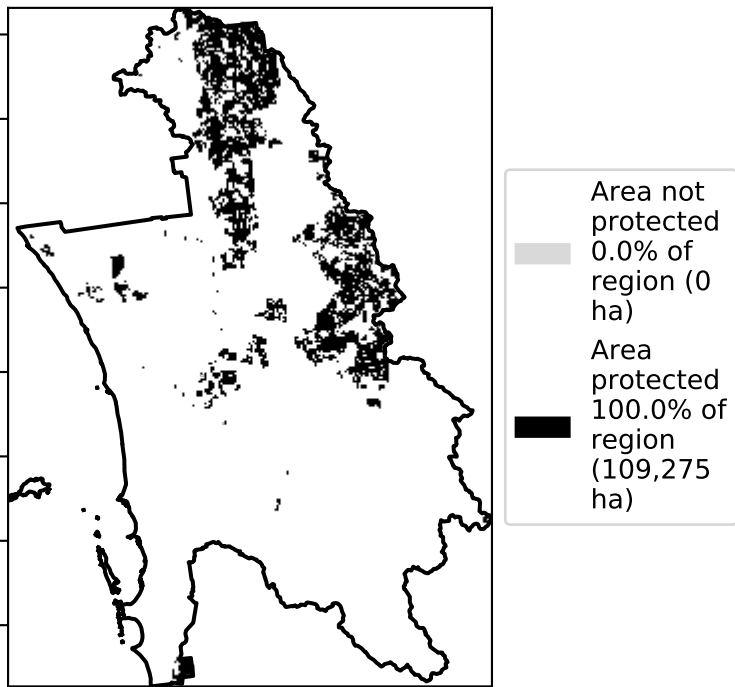 Area not
protected
0.0% of
region (0
ha)
Area
protected
100.0% of
region
(109,275
ha)